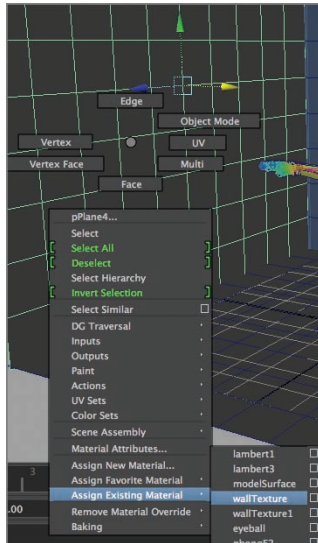 Edge
Object Mode
Vertex
UV
Vertex Face
Multi
Face
pPlane4...
Select
Select All
Deselect
Select Hierarchy
Invert Selection
Select Similar
DG Traversal
Inputs
Outputs
Paint
Actions
UV Sets
Color Sets
Scene Assembly
Material Attributes...
Assign New Material...
Assign Favorite Material
Assign Existing Material
Remove Material Override
Baking
lambert1
lambert3
modelSurface
wallTexture
wallTexture1
eyeball
3
.00